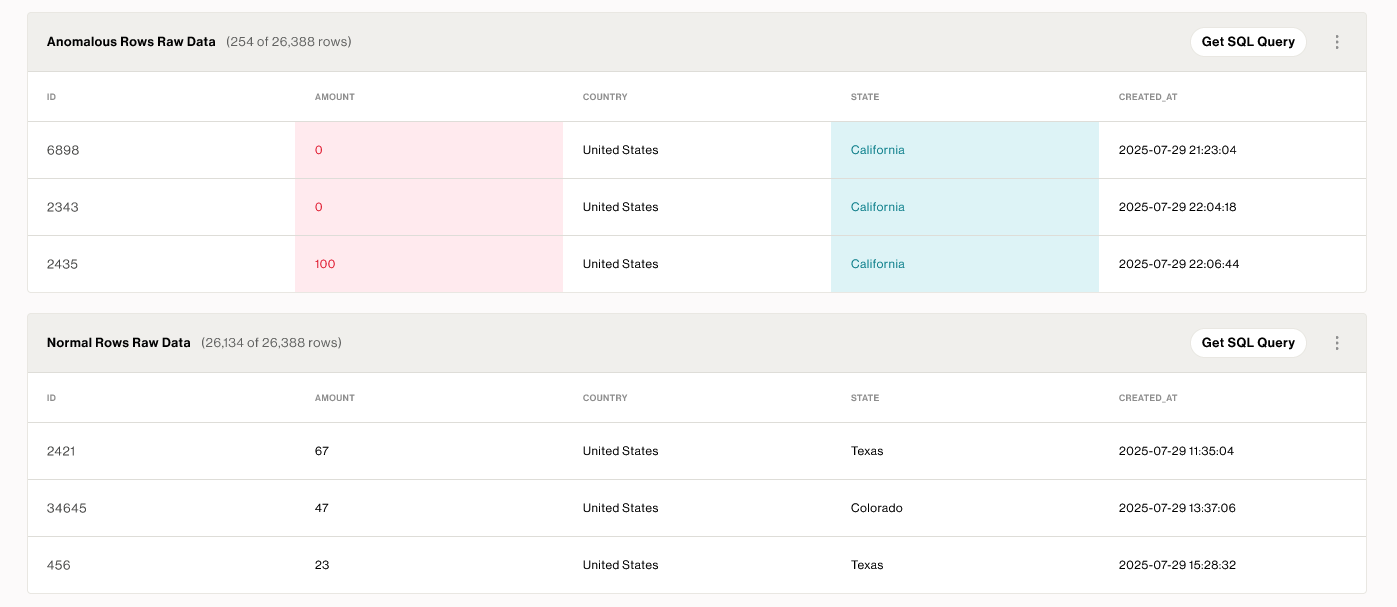 Anomalous Rows Raw Data (254 of 26,388 rows) Get SQL Query
ID AMOUNT COUNTRY STATE CREATED_AT
6898 0 United States California 2025-07-29 21:23:04
2343 0 United States California 2025-07-29 22:04:18
2435 100 United States California 2025-07-29 22:06:44
Normal Rows Raw Data (26,134 of 26,388 rows) Get SQL Query
ID AMOUNT COUNTRY STATE CREATED_AT
2421 67 United States Texas 2025-07-29 11:35:04
34645 47 United States Colorado 2025-07-29 13:37:06
456 23 United States Texas 2025-07-29 15:28:32